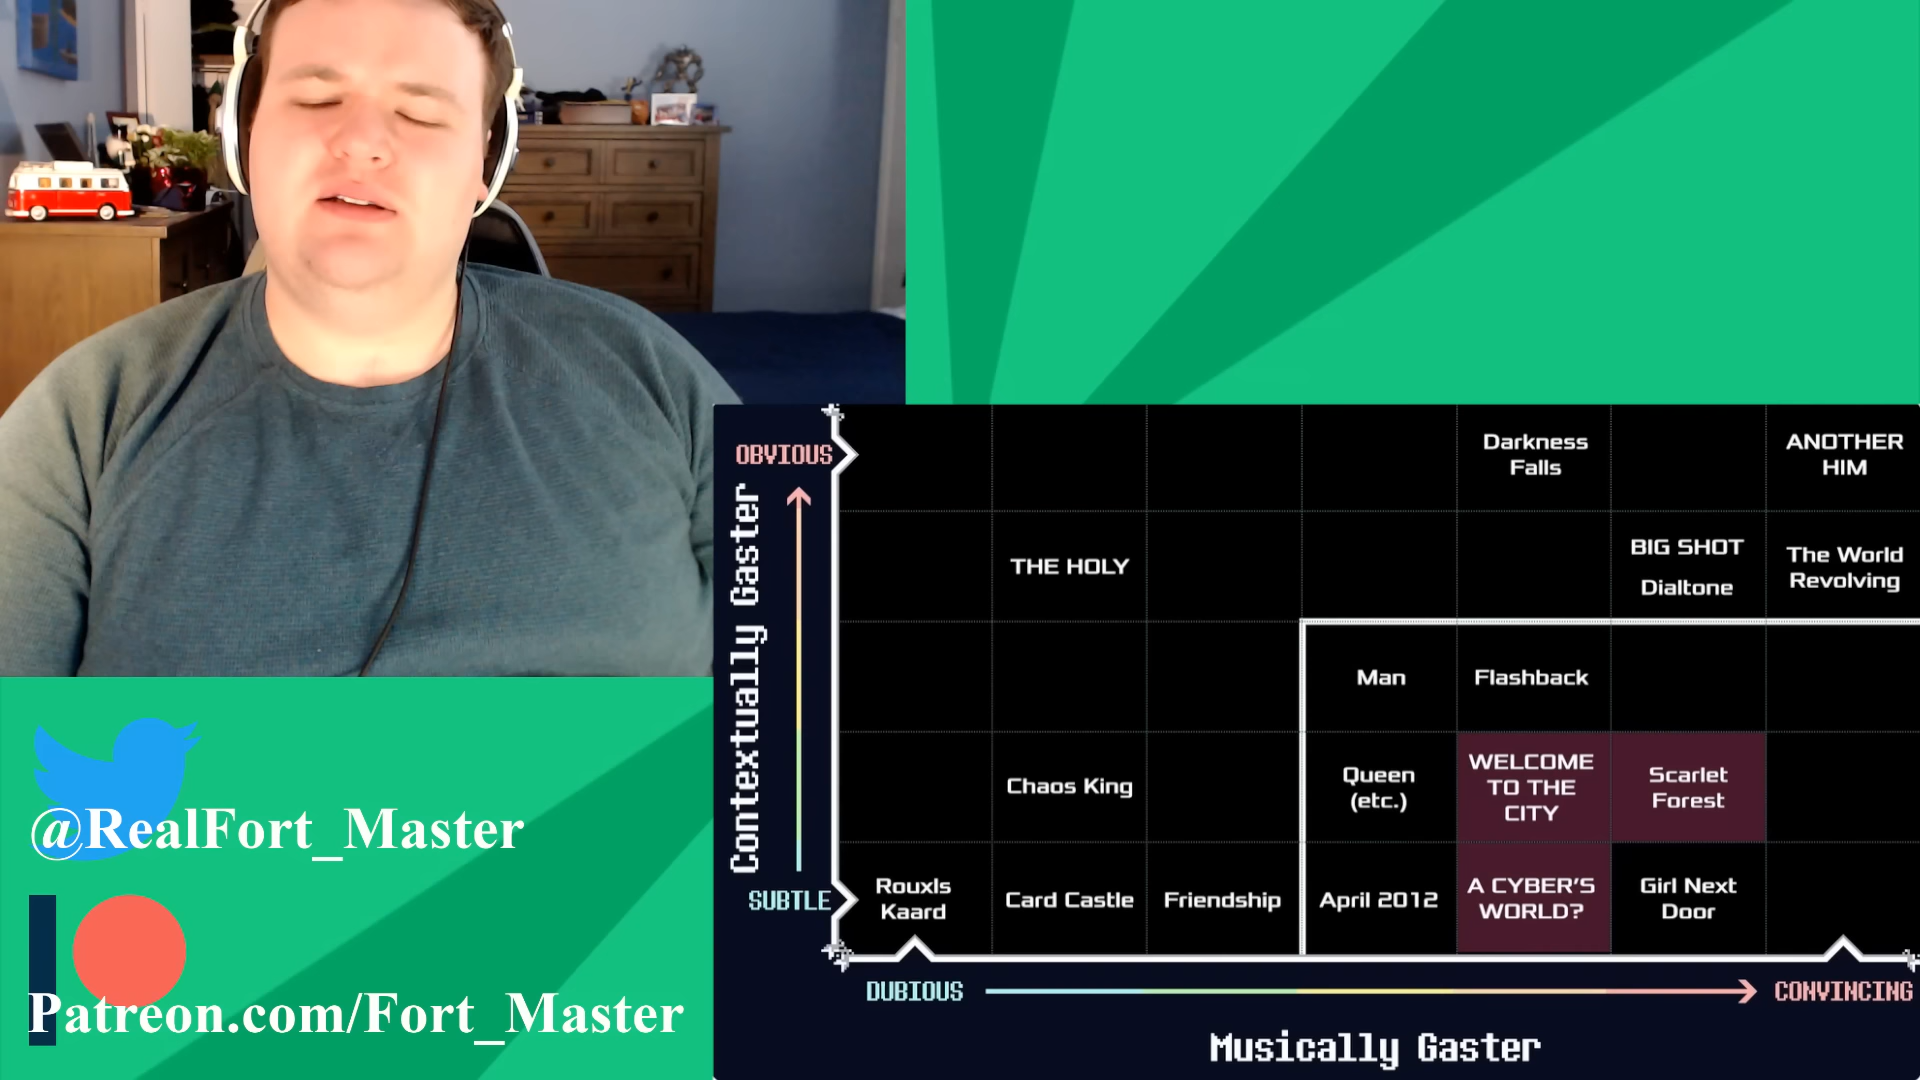 OBVIOUS
Contextually Gaster
SUBTLE
Darkness
Falls
ANOTHER
HIM
THE HOLY
BIG SHOT
Dialtone
The World
Revolving
Man
Flashback
Chaos King
Queen
(etc.)
WELCOME
TO THE
CITY
Scarlet
Forest
Rouxls
Kaard
Card Castle
Friendship
April 2012
A CYBER'S
WORLD?
Girl Next
Door
DUBIOUS
CONVINCING
Musically Gaster
@RealFort_Master
Patreon.com/Fort_Master